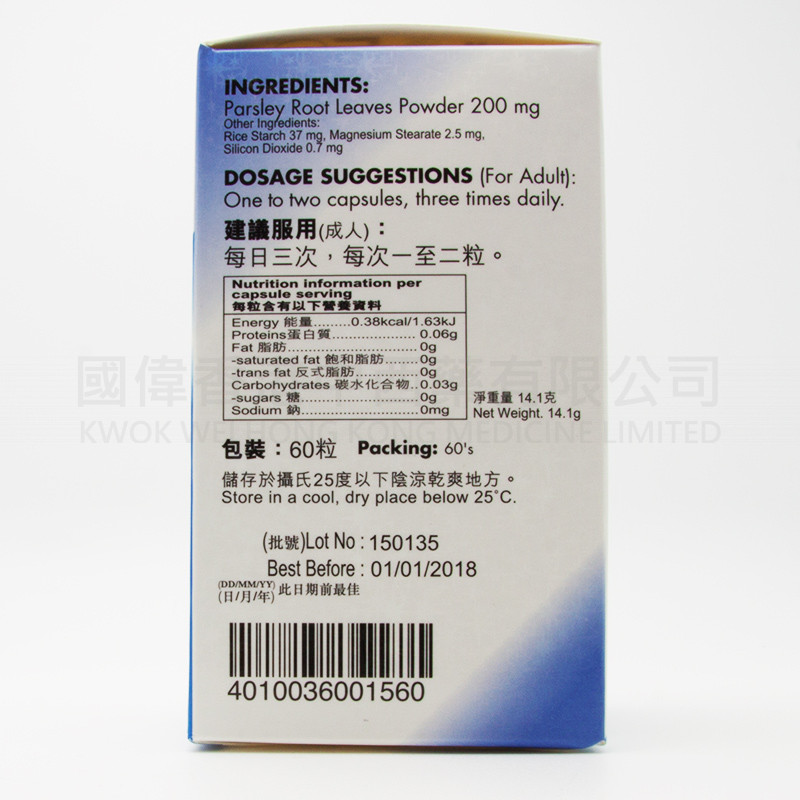 INGREDIENTS:
Parsley Root Leaves Powder 200 mg
Other Ingredients:
Rice Starch 37 mg, Magnesium Stearate 2.5 mg,
Silicon Dioxide 0.7 mg
DOSAGE SUGGESTIONS (For Adult):
One to two capsules, three times daily.
建議服用(成人)：
每日三次，每次一至二粒。
Nutrition information per
capsule serving
每粒含有以下營養資料
Energy 能量.........0.38kcal/1.63kJ
Proteins蛋白質.................... 0.06g
Fat 脂肪...............................0g
-saturated fat 飽和脂肪........0g
-trans fat 反式脂肪...............0g
Carbohydrates 碳水化合物..0.03g
-sugars 糖............................0g
Sodium 鈉............................0mg
淨重量 14.1克
Net Weight. 14.1g
國偉香港 醫藥有限公司
KWOK WEI HONG KONG MEDICINE LIMITED
包裝：60粒 Packing: 60's
儲存於攝氏25度以下陰涼乾爽地方。
Store in a cool, dry place below 25°C.
(批號)Lot No : 150135
Best Before : 01/01/2018
(DD/MM/YY) 此日期前最佳
(日/月/年)
4010036001560